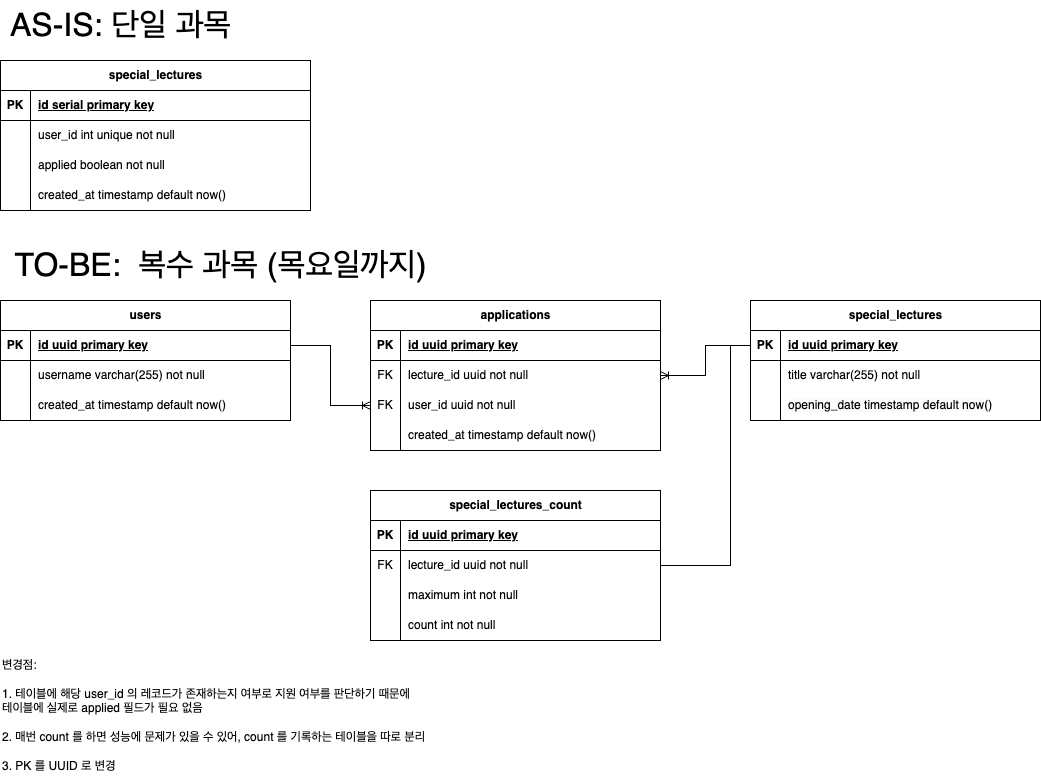 AS-IS: 단일 과목
special_lectures
PK id serial primary key
user_id int unique not null
applied boolean not null
created_at timestamp default now()
TO-BE: 복수 과목 (목요일까지)
users
PK id uuid primary key
username varchar(255) not null
created_at timestamp default now()
applications
PK id uuid primary key
FK lecture_id uuid not null
FK user_id uuid not null
created_at timestamp default now()
special_lectures
PK id uuid primary key
title varchar(255) not null
opening_date timestamp default now()
special_lectures_count
PK id uuid primary key
FK lecture_id uuid not null
maximum int not null
count int not null
변경점:
1. 테이블에 해당 user_id 의 레코드가 존재하는지 여부로 지원 여부를 판단하기 때문에
테이블에 실제로 applied 필드가 필요 없음
2. 매번 count 를 하면 성능에 문제가 있을 수 있어, count 를 기록하는 테이블을 따로 분리
3. PK 를 UUID 로 변경